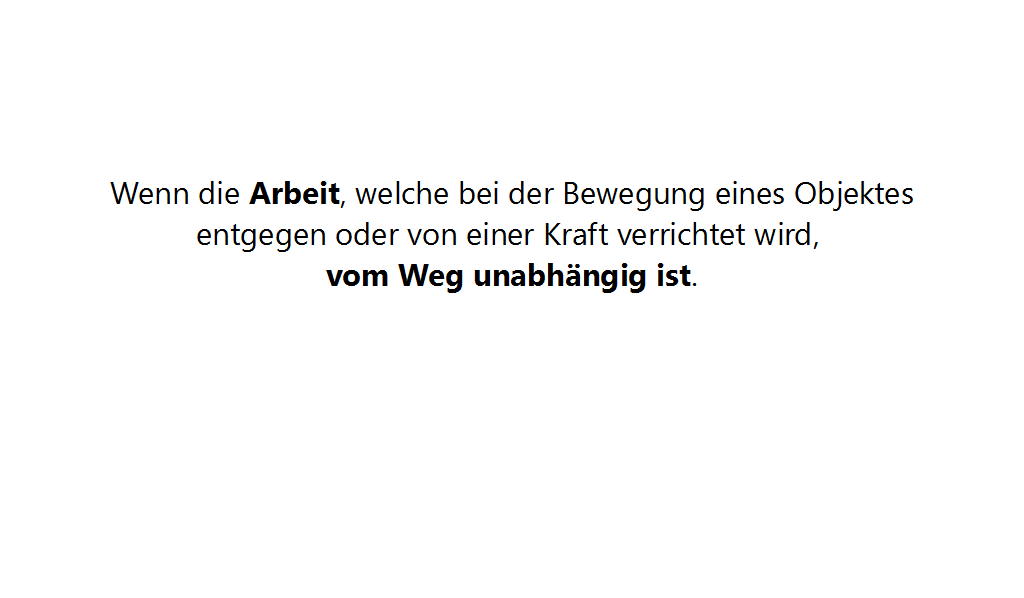 Wenn die Arbeit, welche bei der Bewegung eines Objektes
entgegen oder von einer Kraft verrichtet wird,
vom Weg unabhängig ist.